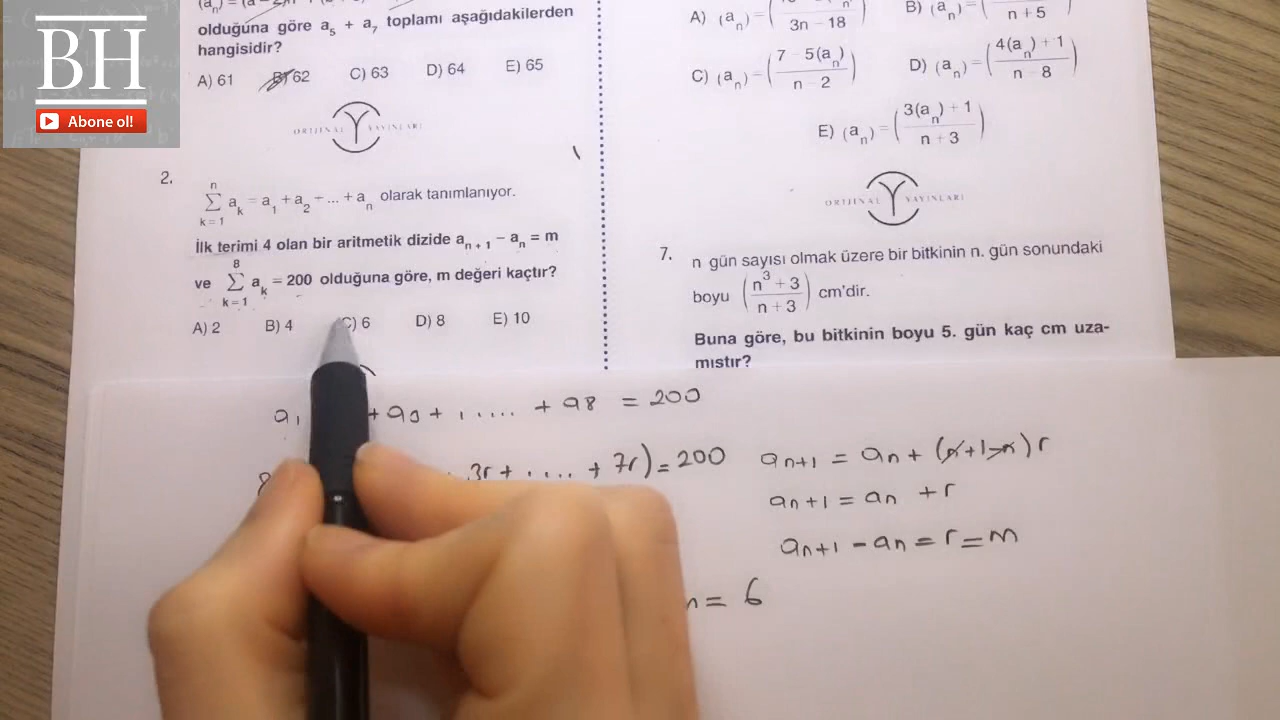 BH
Abone ol!
olduğuna göre a5 + a7 toplamı aşağıdakilerden
hangisidir?
A) 61 B) 62 C) 63 D) 64 E) 65
ORİJİNAL YAYINLARI
2.
n
∑ ak = a1 + a2 + ... + an olarak tanımlanıyor.
k = 1
İlk terimi 4 olan bir aritmetik dizide an + 1 − an = m
8
ve ∑ ak = 200 olduğuna göre, m değeri kaçtır?
k = 1
A) 2 B) 4 C) 6 D) 8 E) 10
A) (an) = ( / 3n − 18
B) (an) = ( / n + 5 )
C) (an) = ( 7 − 5(an) / n − 2 )
D) (an) = ( 4(an) + 1 / n − 8 )
E) (an) = ( 3(an) + 1 / n + 3 )
ORİJİNAL YAYINLARI
7. n gün sayısı olmak üzere bir bitkinin n. gün sonundaki
boyu ( n³ + 3 / n + 3 ) cm'dir.
Buna göre, bu bitkinin boyu 5. gün kaç cm uza-
mıştır?
a1 + a3 + ..... + a8 = 200
3r + .... + 7r) = 200
an+1 = an + (n+1-n) r
an+1 = an + r
an+1 - an = r = m
= 6